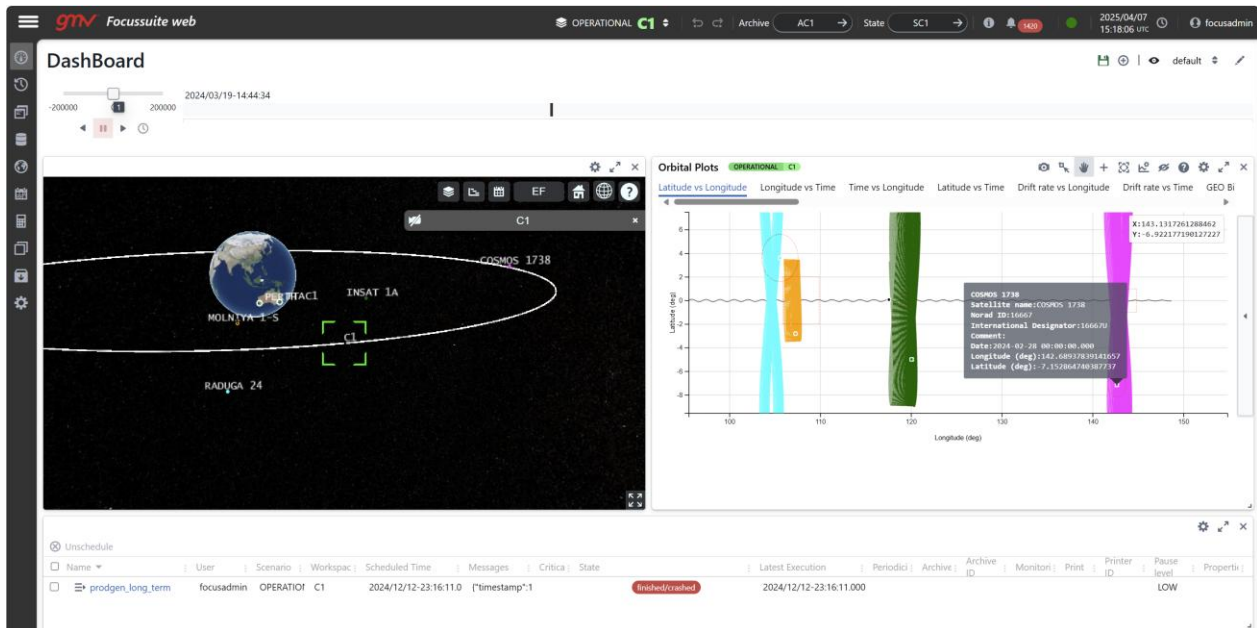 gmv Focussuite web
OPERATIONAL C1
Archive AC1
State SC1
1420
2025/04/07
15:18:06 UTC
focusadmin
DashBoard
default
2024/03/19-14:44:34
-200000 1 200000
EF
C1
COSMOS 1738
INSAT 1A
MOLNIYA 1-S
C1
RADUGA 24
Orbital Plots OPERATIONAL C1
Latitude vs Longitude Longitude vs Time Time vs Longitude Latitude vs Time Drift rate vs Longitude Drift rate vs Time GEO Bi
X:143.1317261288462
Y:-6.922177190127227
6
4
2
0
-2
-4
-6
-8
Latitude (deg)
COSMOS 1738
Satellite name:COSMOS 1738
Norad ID:16667
International Designator:16667U
Comment:
Date:2024-02-28 00:00:00.000
Longitude (deg):142.68937839141657
Latitude (deg):-7.152864740387737
100 110 120 130 140 150
Longitude (deg)
Unschedule
Name User Scenario Workspac Scheduled Time Messages Critica State Latest Execution Periodici Archive Archive ID Monitori Print Printer ID Pause level Properti
prodgen_long_term focusadmin OPERATIOI C1 2024/12/12-23:16:11.0 {"timestamp":1 finished/crashed 2024/12/12-23:16:11.000 LOW